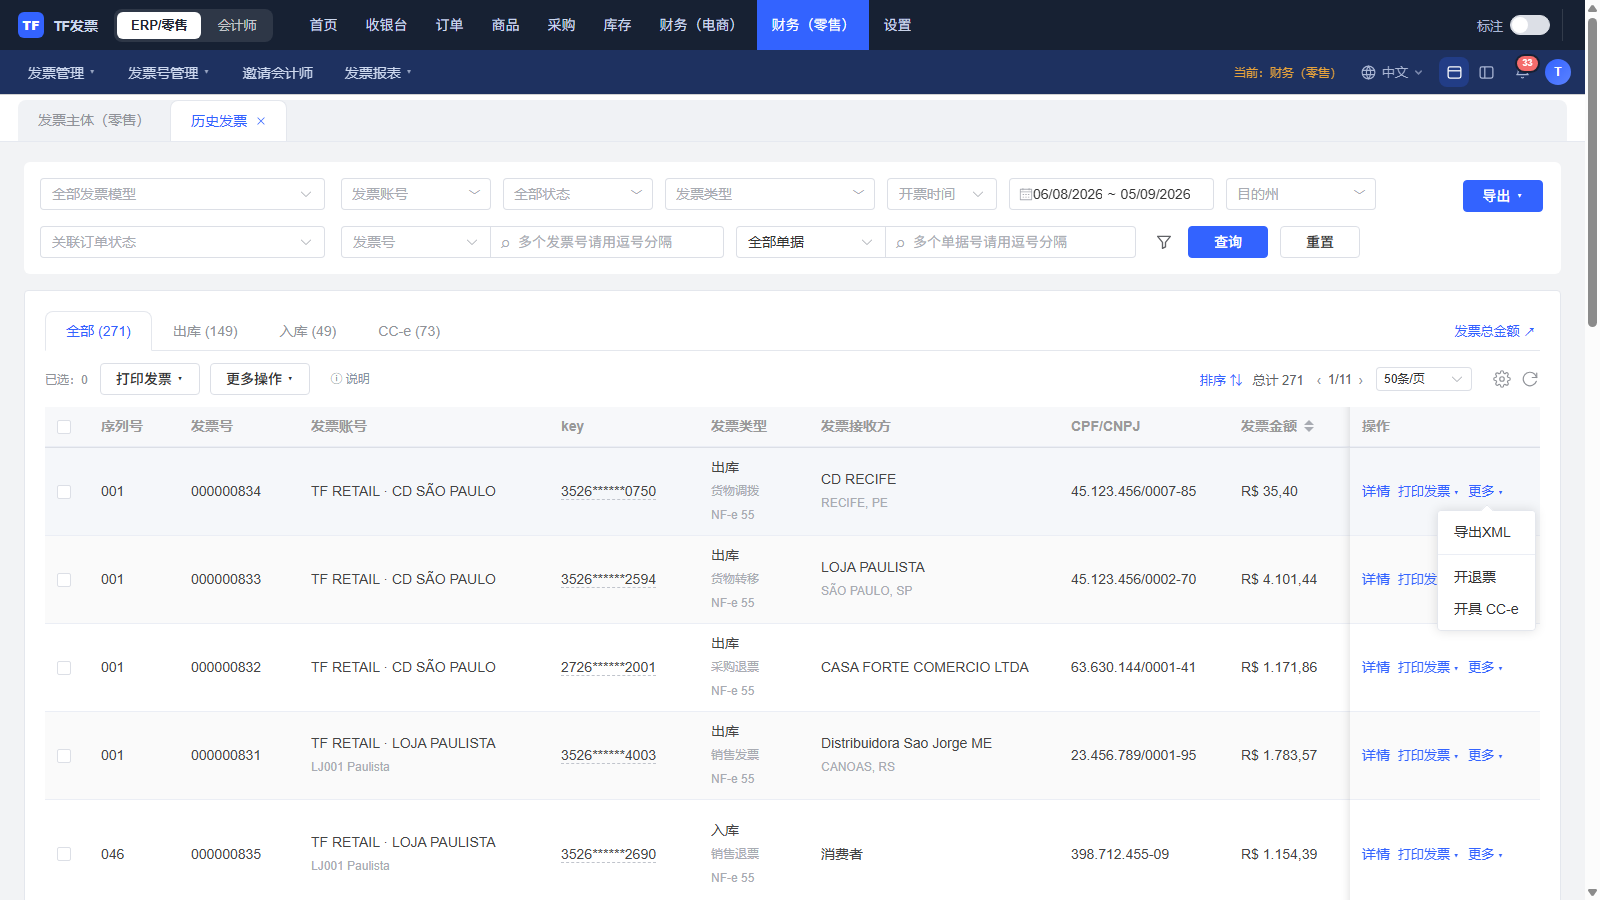 TF TF发票 ERP/零售 会计师 首页 收银台 订单 商品 采购 库存 财务（电商） 财务（零售） 设置 标注
发票管理 发票号管理 邀请会计师 发票报表 当前：财务（零售） 中文 33 T
发票主体（零售） 历史发票 ×
全部发票模型 发票账号 全部状态 发票类型 开票时间 06/08/2026 ~ 05/09/2026 目的州 导出
关联订单状态 发票号 多个发票号请用逗号分隔 全部单据 多个单据号请用逗号分隔 查询 重置
全部 (271) 出库 (149) 入库 (49) CC-e (73) 发票总金额 ↗
已选：0 打印发票 更多操作 ⓘ 说明 排序 总计 271 ‹ 1/11 › 50条/页
序列号 发票号 发票账号 key 发票类型 发票接收方 CPF/CNPJ 发票金额 操作
001 000000834 TF RETAIL · CD SÃO PAULO 3526******0750 出库 CD RECIFE 45.123.456/0007-85 R$ 35,40 详情 打印发票 更多
货物调拨 RECIFE, PE
NF-e 55
导出XML
开退票
开具 CC-e
001 000000833 TF RETAIL · CD SÃO PAULO 3526******2594 出库 LOJA PAULISTA 45.123.456/0002-70 R$ 4.101,44 详情 打印发
货物转移 SÃO PAULO, SP
NF-e 55
001 000000832 TF RETAIL · CD SÃO PAULO 2726******2001 出库 CASA FORTE COMERCIO LTDA 63.630.144/0001-41 R$ 1.171,86 详情 打印发票 更多
采购退票
NF-e 55
001 000000831 TF RETAIL · LOJA PAULISTA 3526******4003 出库 Distribuidora Sao Jorge ME 23.456.789/0001-95 R$ 1.783,57 详情 打印发票 更多
LJ001 Paulista 销售发票 CANOAS, RS
NF-e 55
046 000000835 TF RETAIL · LOJA PAULISTA 3526******2690 入库 消费者 398.712.455-09 R$ 1.154,39 详情 打印发票 更多
LJ001 Paulista 销售退票
NF-e 55